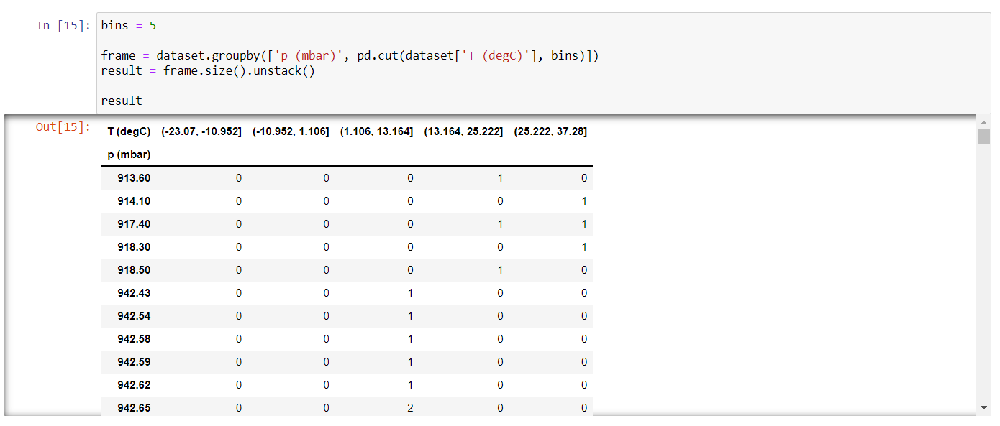 In [15]: bins = 5
frame = dataset.groupby(['p (mbar)', pd.cut(dataset['T (degC)'], bins)])
result = frame.size().unstack()
result
Out[15]:
T (degC) (-23.07, -10.952] (-10.952, 1.106] (1.106, 13.164] (13.164, 25.222] (25.222, 37.28]
p (mbar)
913.60 0 0 0 1 0
914.10 0 0 0 0 1
917.40 0 0 0 1 1
918.30 0 0 0 0 1
918.50 0 0 0 1 0
942.43 0 0 1 0 0
942.54 0 0 1 0 0
942.58 0 0 1 0 0
942.59 0 0 1 0 0
942.62 0 0 1 0 0
942.65 0 0 2 0 0